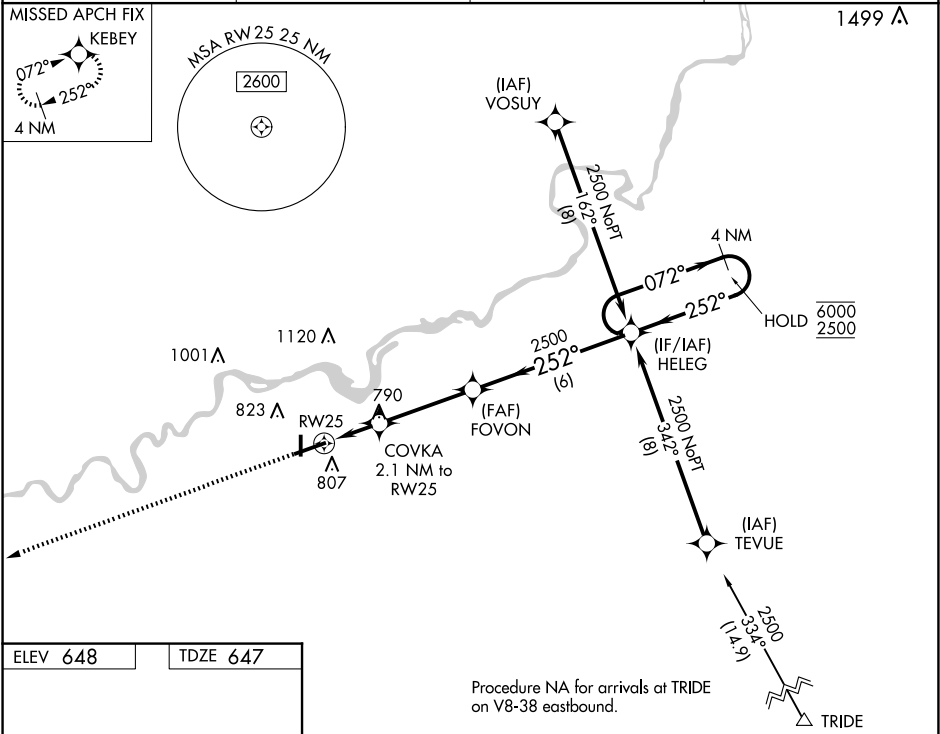 MISSED APCH FIX
KEBEY
072°
252°
4 NM
MSA RW25 25 NM
2600
1499
(IAF)
VOSUY
2500 NoPT
162°
(8)
4 NM
072°
252°
HOLD 6000
2500
(IF/IAF)
HELEG
2500
252°
(6)
1120
1001
790
823
RW25
(FAF)
FOVON
COVKA
2.1 NM to
RW25
807
2500 NoPT
342°
(8)
(IAF)
TEVUE
2500
334°
(14.9)
TRIDE
ELEV 648
TDZE 647
Procedure NA for arrivals at TRIDE
on V8-38 eastbound.